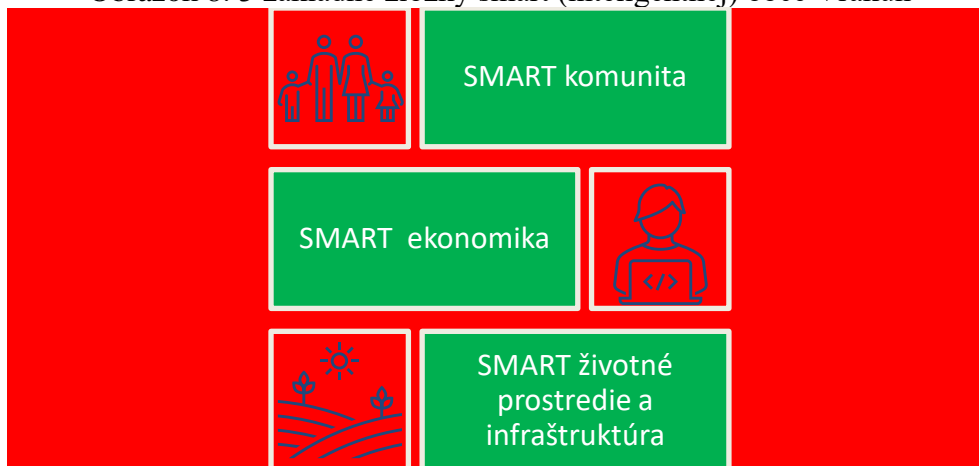 SMART komunita
SMART ekonomika
</>
SMART životné
prostredie a
infraštruktúra